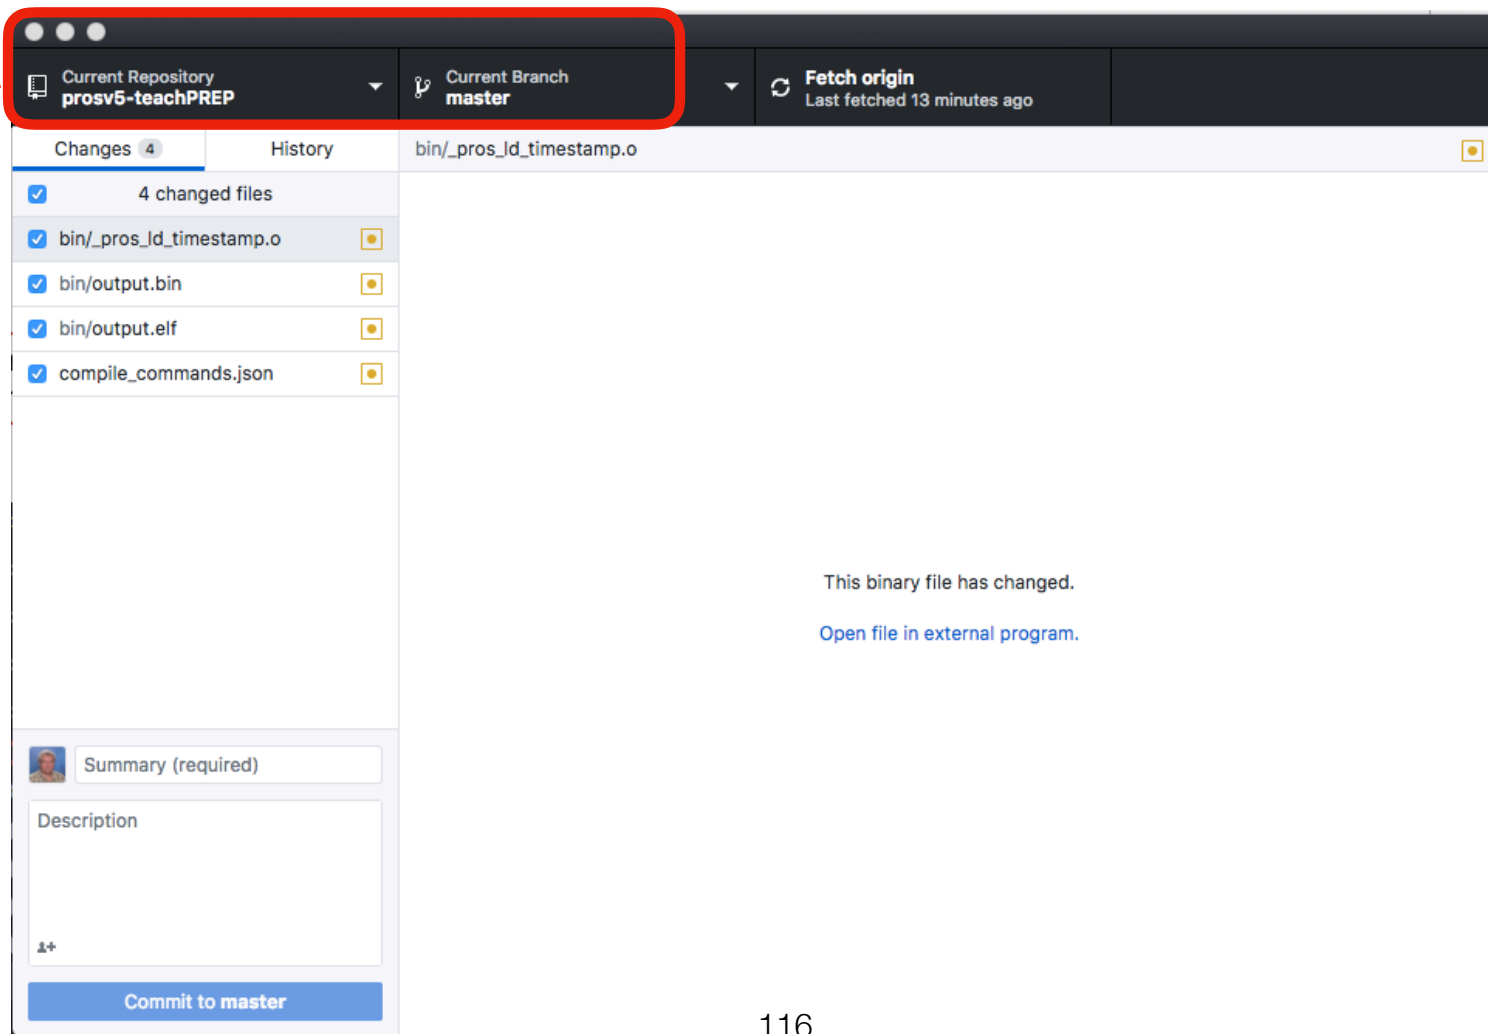 Current Repository
prosv5-teachPREP
Current Branch
master
Fetch origin
Last fetched 13 minutes ago
Changes 4
History
bin/_pros_ld_timestamp.o
4 changed files
bin/_pros_ld_timestamp.o
bin/output.bin
bin/output.elf
compile_commands.json
This binary file has changed.
Open file in external program.
Summary (required)
Description
Commit to master
116